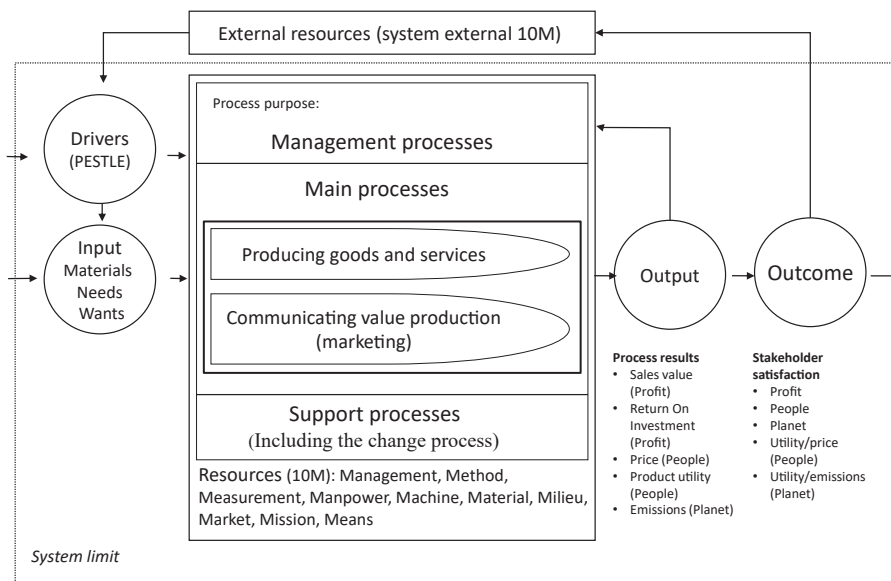 External resources (system external 10M)
Process purpose:
Drivers
(PESTLE)
Management processes
Main processes
Input
Materials
Needs
Wants
Producing goods and services
Communicating value production
(marketing)
Output
Outcome
Support processes
(Including the change process)
Resources (10M): Management, Method,
Measurement, Manpower, Machine, Material, Milieu,
Market, Mission, Means
Process results
• Sales value
(Profit)
• Return On
Investment
(Profit)
• Price (People)
• Product utility
(People)
• Emissions (Planet)
Stakeholder
satisfaction
• Profit
• People
• Planet
• Utility/price
(People)
• Utility/emissions
(Planet)
System limit